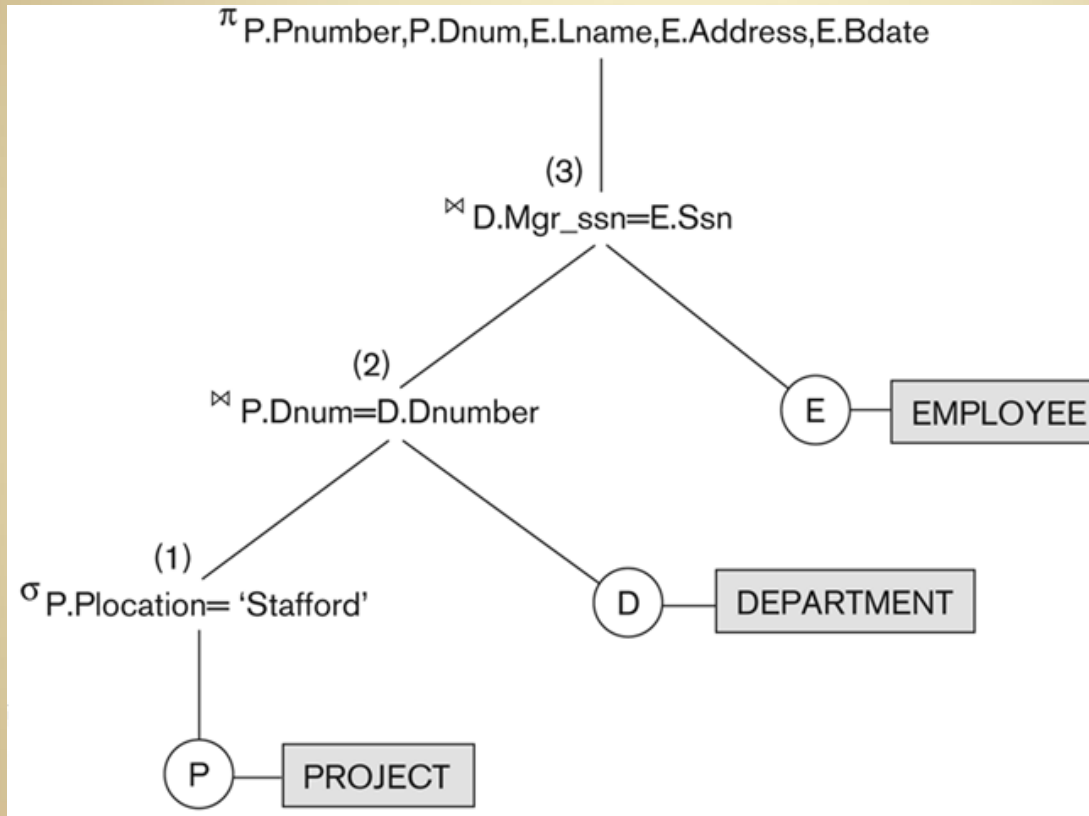 π P.Pnumber,P.Dnum,E.Lname,E.Address,E.Bdate
(3)
⋈ D.Mgr_ssn=E.Ssn
(2)
⋈ P.Dnum=D.Dnumber
E EMPLOYEE
(1)
σ P.Plocation= ‘Stafford’
D DEPARTMENT
P PROJECT